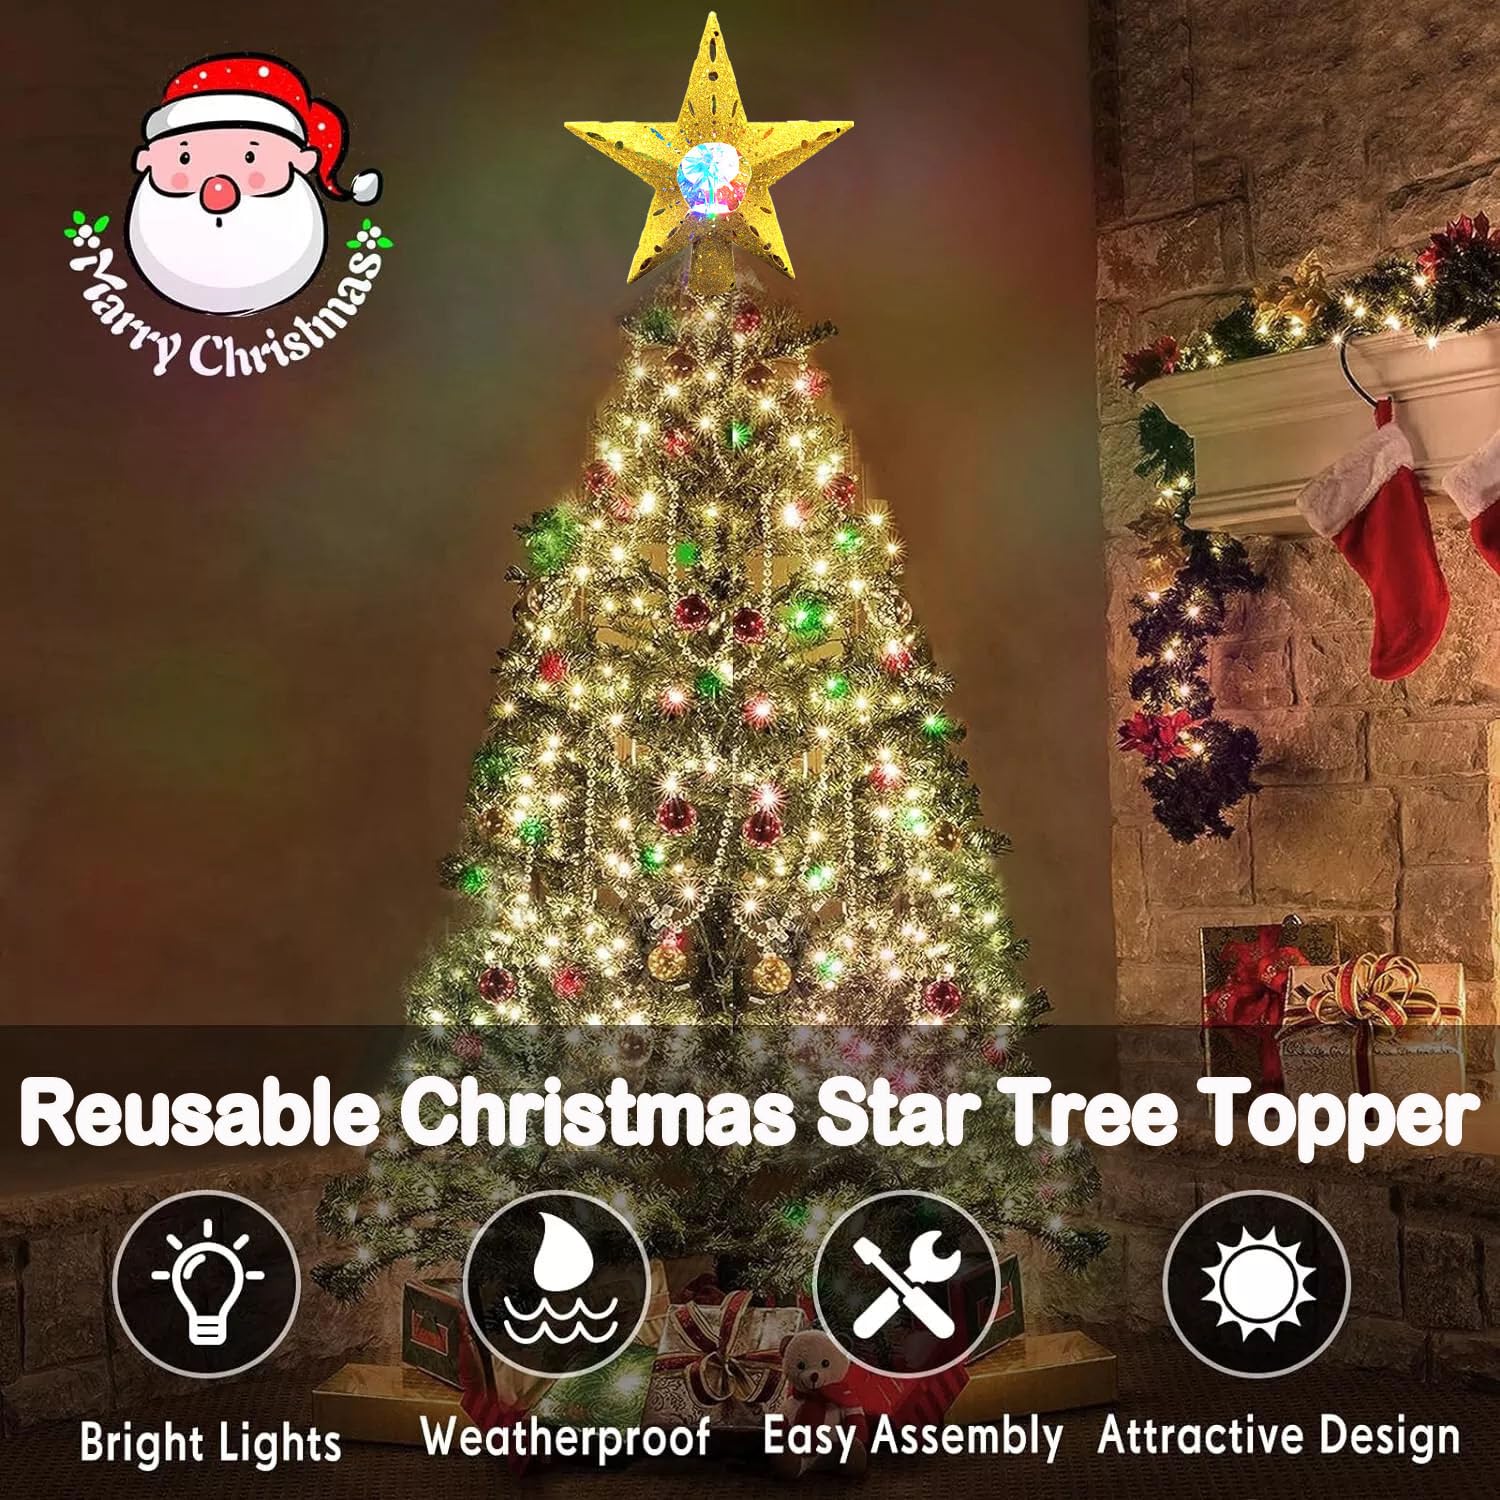 Marry Christmas
Reusable Christmas Star Tree Topper
Bright Lights
Weatherproof
Easy Assembly
Attractive Design